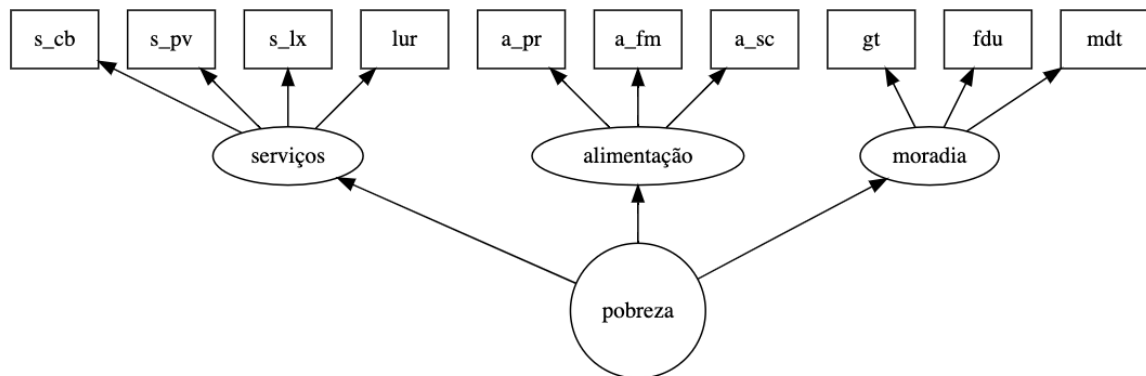 s_cb
s_pv
s_lx
lur
a_pr
a_fm
a_sc
gt
fdu
mdt
serviços
alimentação
moradia
pobreza